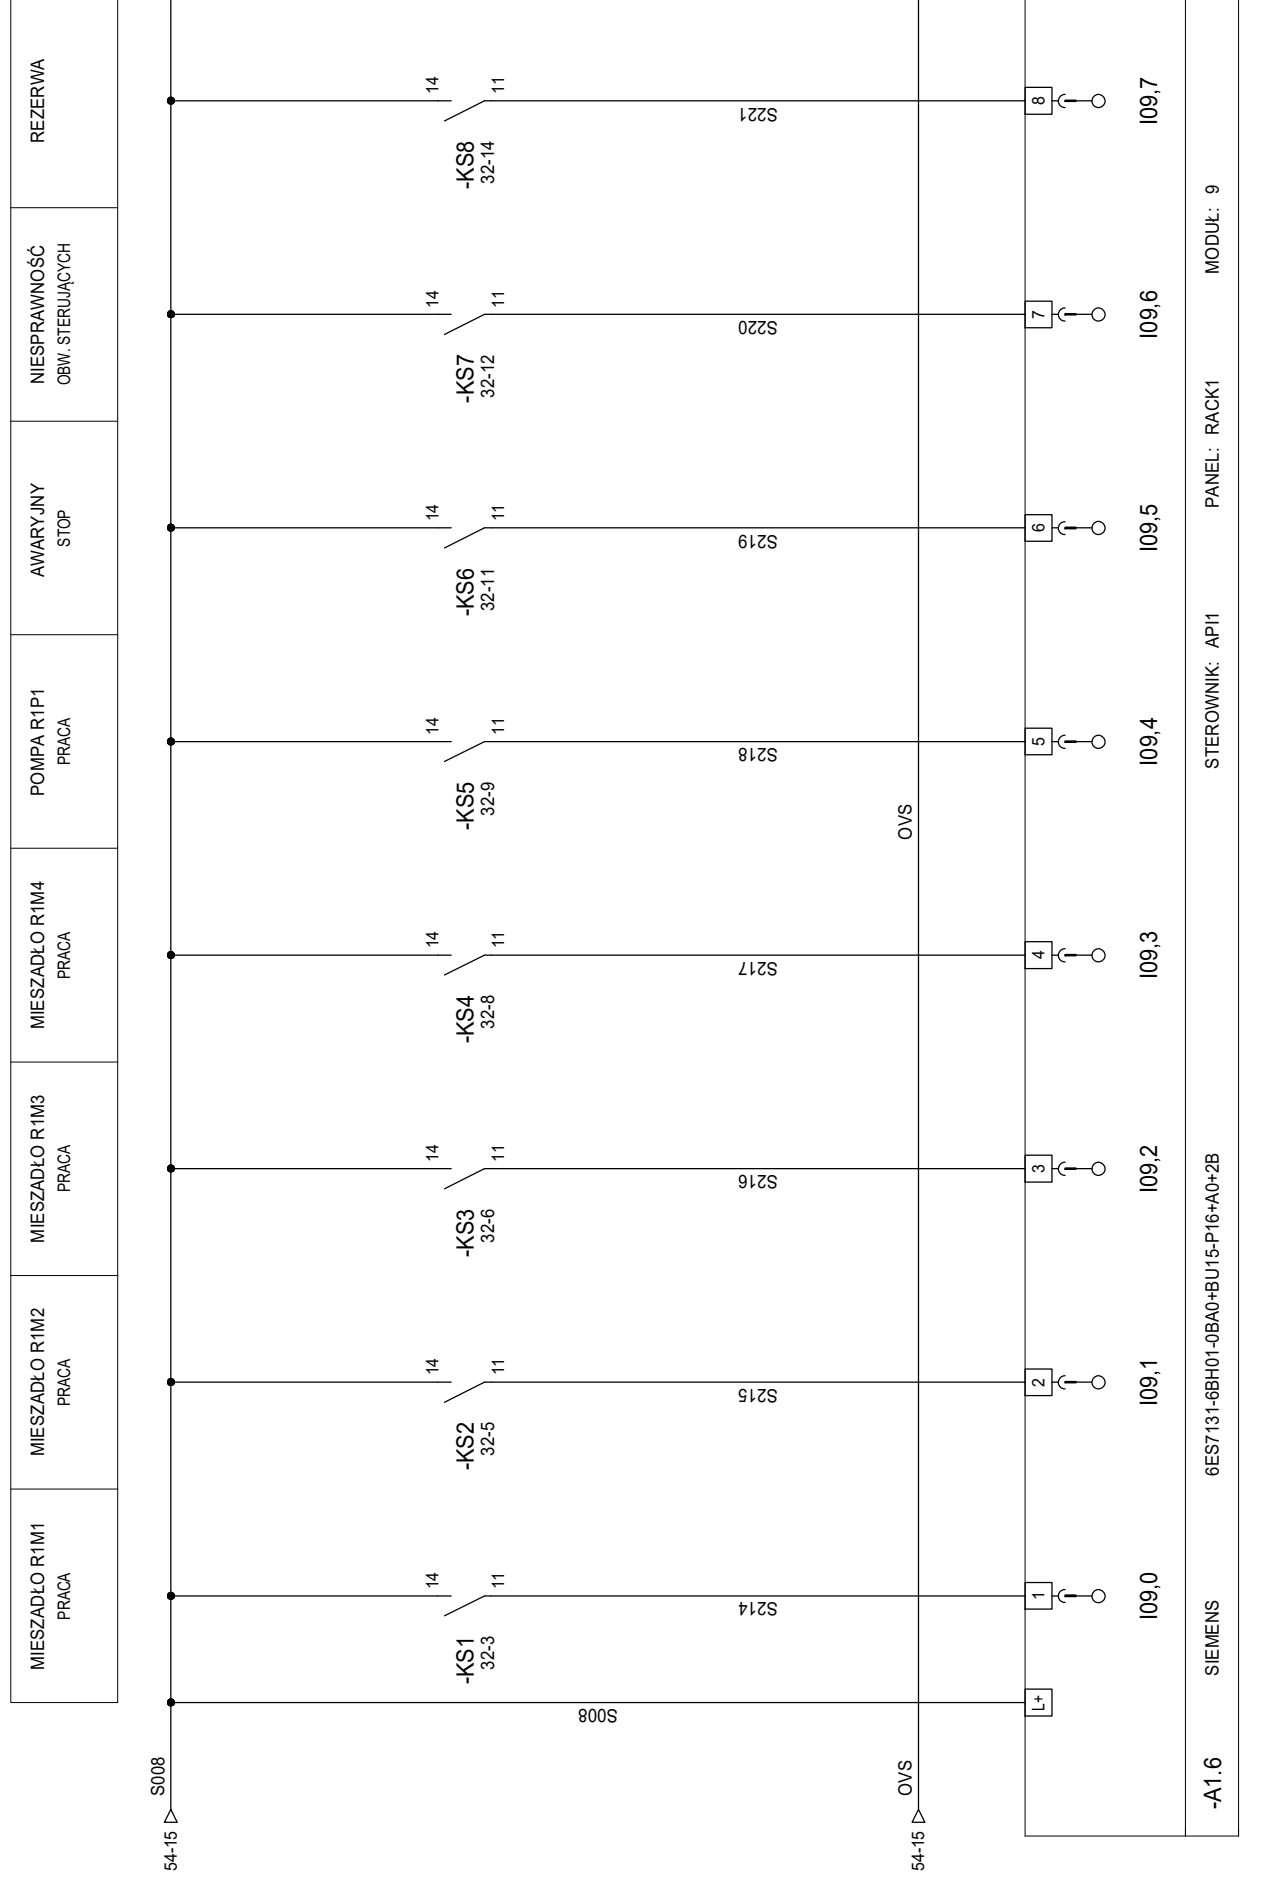 MIESZADŁO R1M1
PRACA
MIESZADŁO R1M2
PRACA
MIESZADŁO R1M3
PRACA
MIESZADŁO R1M4
PRACA
POMPA R1P1
PRACA
AWARYJNY
STOP
NIESPRAWNOŚĆ
OBW. STERUJĄCYCH
REZERWA
54-15
S008
S008
14
11
-KS1
32-3
S214
14
11
-KS2
32-5
S215
14
11
-KS3
32-6
S216
14
11
-KS4
32-8
S217
14
11
-KS5
32-9
S218
14
11
-KS6
32-11
S219
14
11
-KS7
32-12
S220
14
11
-KS8
32-14
S221
54-15
OVS
OVS
L+
1
2
3
4
5
6
7
8
I09,0
I09,1
I09,2
I09,3
I09,4
I09,5
I09,6
I09,7
-A1.6
SIEMENS
6ES7131-6BH01-0BA0+BU15-P16+A0+2B
STEROWNIK: API1
PANEL: RACK1
MODUŁ: 9